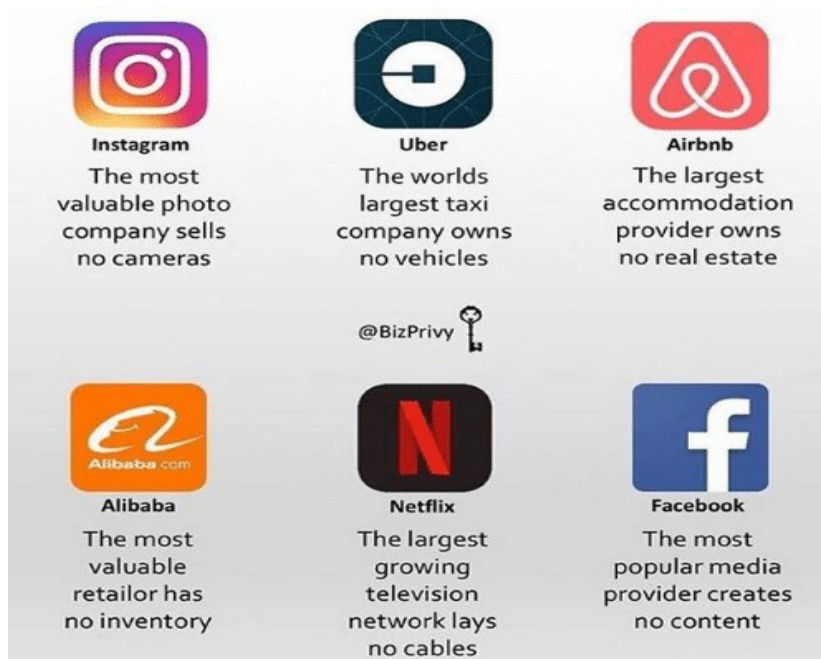 Instagram
The most
valuable photo
company sells
no cameras
Uber
The worlds
largest taxi
company owns
no vehicles
Airbnb
The largest
accommodation
provider owns
no real estate
@BizPrivy
Alibaba.com
Alibaba
The most
valuable
retailor has
no inventory
N
Netflix
The largest
growing
television
network lays
no cables
f
Facebook
The most
popular media
provider creates
no content